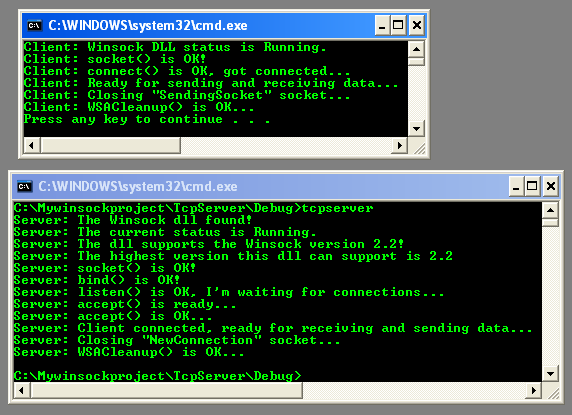 C:\WINDOWS\system32\cmd.exe
Client: Winsock DLL status is Running.
Client: socket() is OK!
Client: connect() is OK, got connected...
Client: Ready for sending and receiving data...
Client: Closing "SendingSocket" socket...
Client: WSACleanup() is OK...
Press any key to continue . . .
C:\WINDOWS\system32\cmd.exe
C:\Mywinsockproject\TcpServer\Debug>tcpserver
Server: The Winsock dll found!
Server: The current status is Running.
Server: The dll supports the Winsock version 2.2!
Server: The highest version this dll can support is 2.2
Server: socket() is OK!
Server: bind() is OK!
Server: listen() is OK, I'm waiting for connections...
Server: accept() is ready...
Server: accept() is OK...
Server: Client connected, ready for receiving and sending data...
Server: Closing "NewConnection" socket...
Server: WSACleanup() is OK...
C:\Mywinsockproject\TcpServer\Debug>